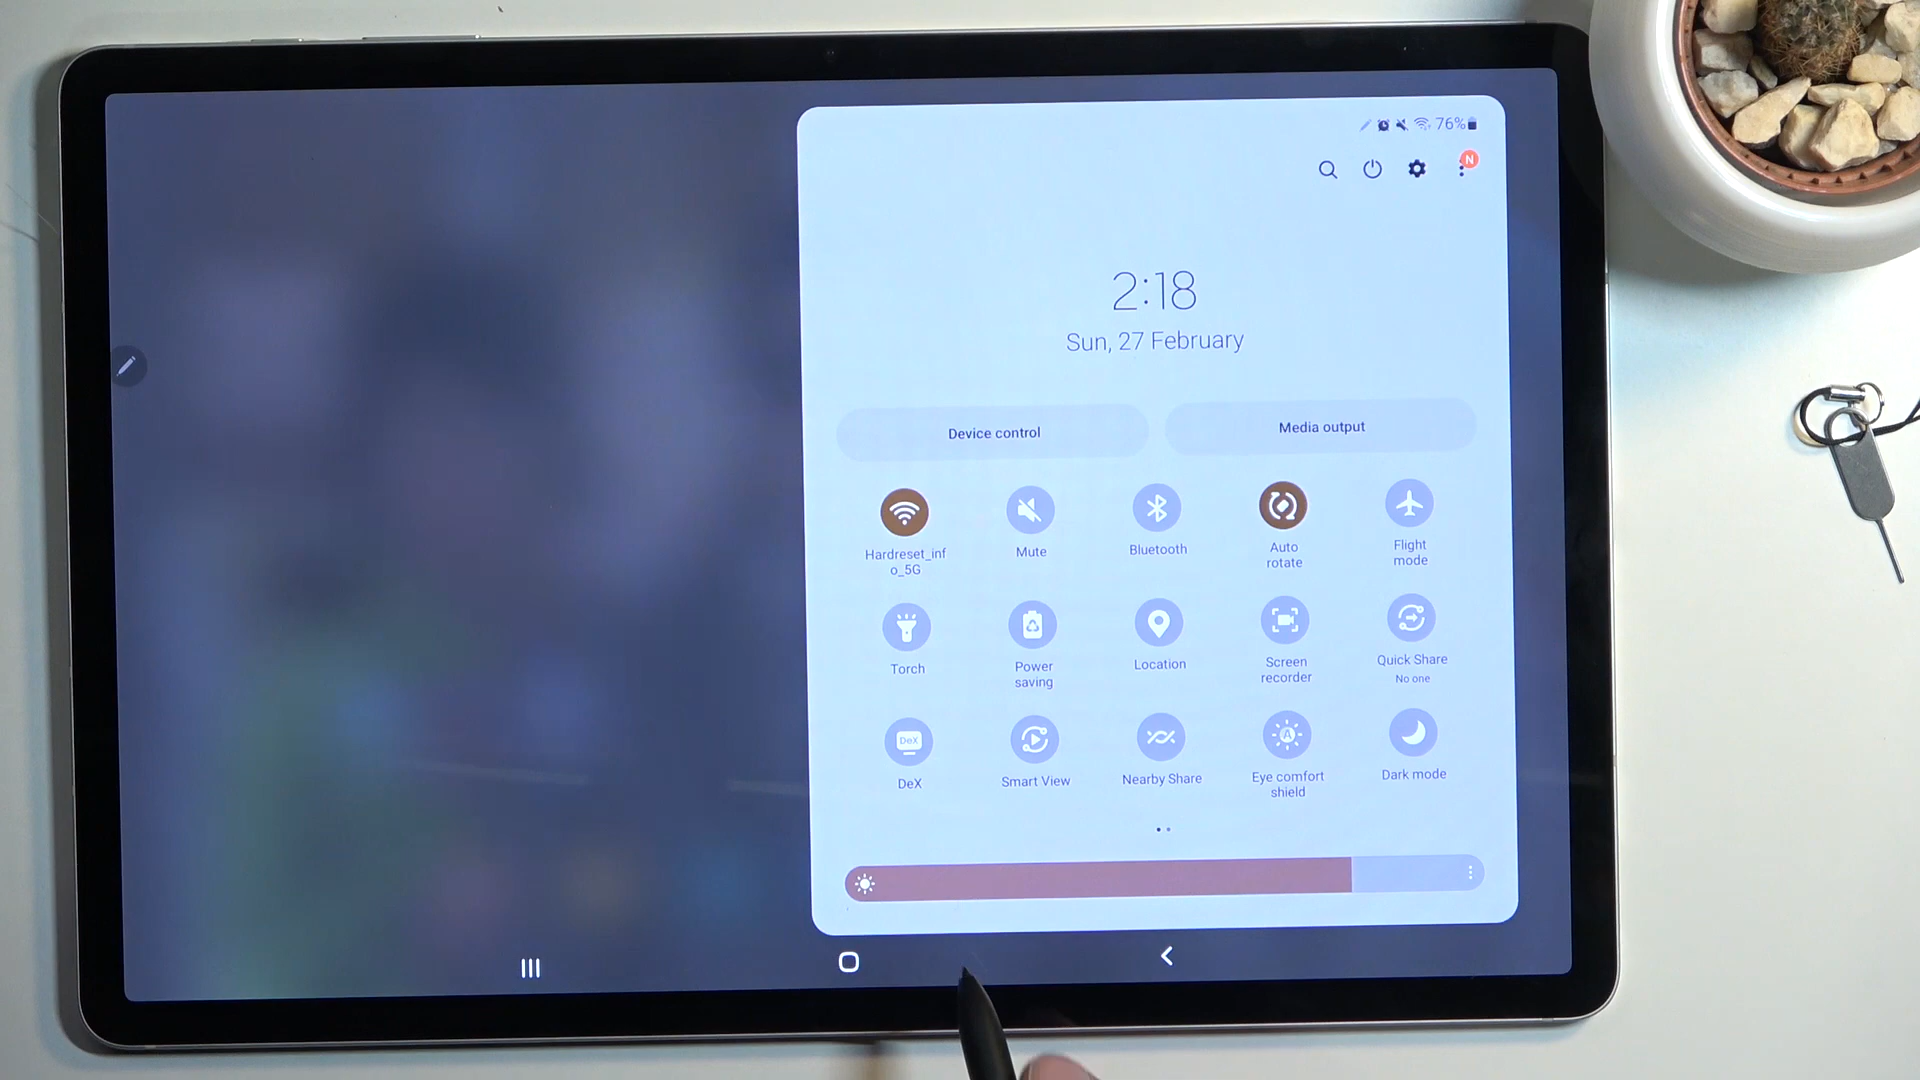 76%
N
2:18
Sun, 27 February
Device control
Media output
Hardreset_inf
o_5G
Mute
Bluetooth
Auto
rotate
Flight
mode
Torch
Power
saving
Location
Screen
recorder
Quick Share
No one
DeX
DeX
Smart View
Nearby Share
A
Eye comfort
shield
Dark mode